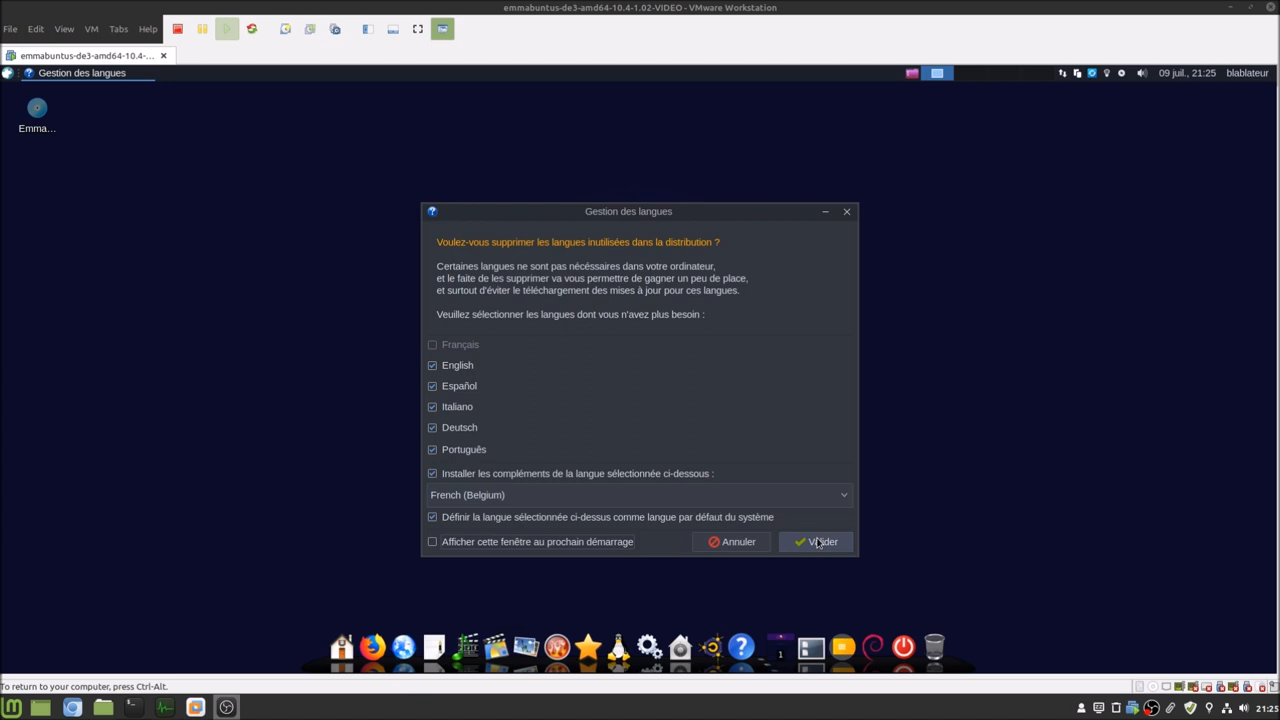 emmabuntus-de3-amd64-10.4-1.02-VIDEO - VMware Workstation
File Edit View VM Tabs Help
emmabuntus-de3-amd64-10.4-...
Gestion des langues
09 juil., 21:25 blablateur
Emma...
Gestion des langues
Voulez-vous supprimer les langues inutilisées dans la distribution ?
Certaines langues ne sont pas nécéssaires dans votre ordinateur,
et le faite de les supprimer va vous permettre de gagner un peu de place,
et surtout d'éviter le téléchargement des mises à jour pour ces langues.
Veuillez sélectionner les langues dont vous n'avez plus besoin :
Français
English
Español
Italiano
Deutsch
Português
Installer les compléments de la langue sélectionnée ci-dessous :
French (Belgium)
Définir la langue sélectionnée ci-dessus comme langue par défaut du système
Afficher cette fenêtre au prochain démarrage
Annuler
Valider
1
To return to your computer, press Ctrl-Alt.
21:25